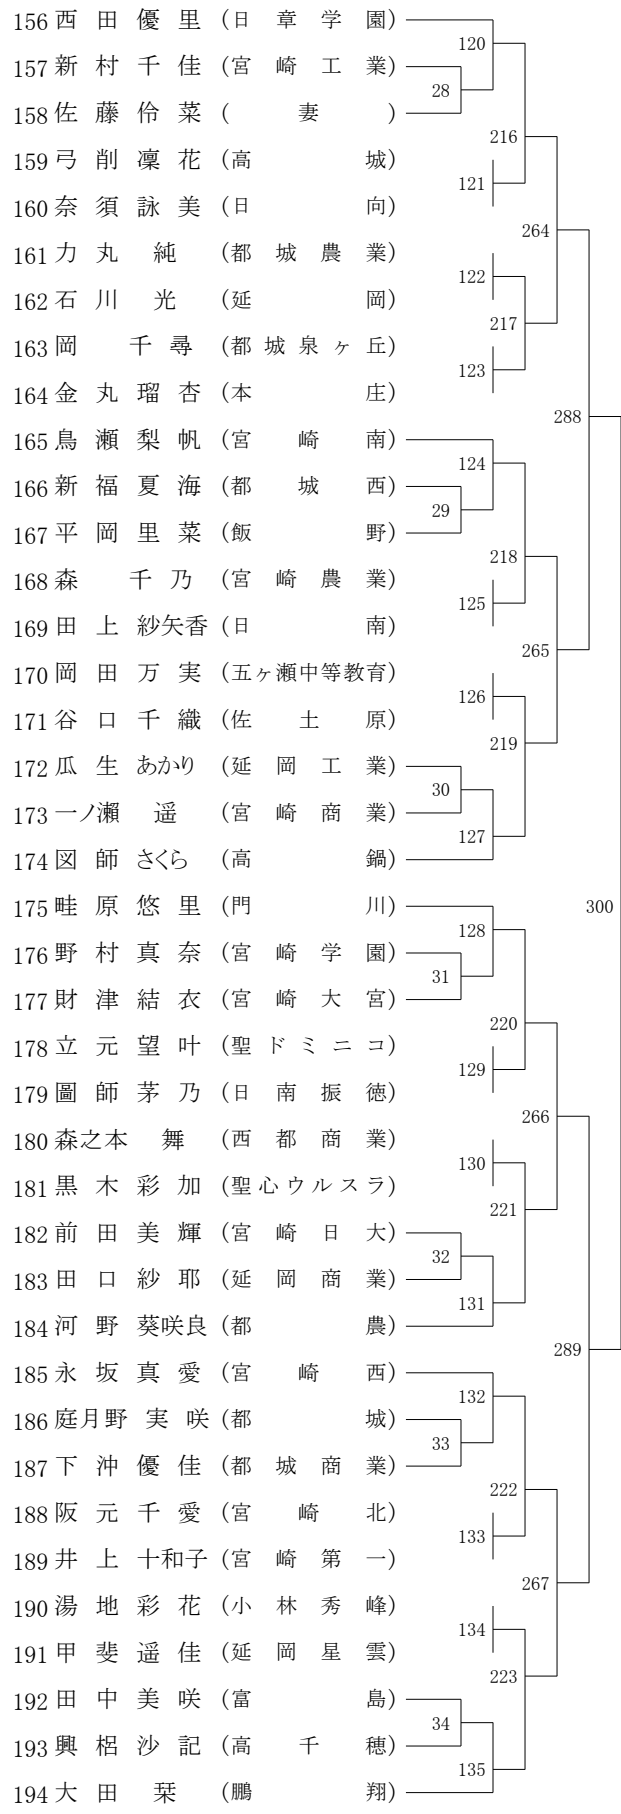 156 西田優里 (日章学園)
120
157 新村千佳 (宮崎工業)
28
158 佐藤伶菜 (妻)
216
159 弓削凜花 (高城)
121
160 奈須詠美 (日向)
264
161 力丸純 (都城農業)
122
162 石川光 (延岡)
217
163 岡千尋 (都城泉ヶ丘)
123
164 金丸瑠杏 (本庄)
288
165 鳥瀬梨帆 (宮崎南)
124
166 新福夏海 (都城西)
29
167 平岡里菜 (飯野)
218
168 森千乃 (宮崎農業)
125
169 田上紗矢香 (日南)
265
170 岡田万実 (五ヶ瀬中等教育)
126
171 谷口千織 (佐土原)
219
172 瓜生あかり (延岡工業)
30
173 一ノ瀬遥 (宮崎商業)
127
174 図師さくら (高鍋)
175 畦原悠里 (門川)
300
128
176 野村真奈 (宮崎学園)
31
177 財津結衣 (宮崎大宮)
220
178 立元望叶 (聖ドミニコ)
129
179 圖師茅乃 (日南振徳)
266
180 森之本舞 (西都商業)
130
181 黒木彩加 (聖心ウルスラ)
221
182 前田美輝 (宮崎日大)
32
183 田口紗耶 (延岡商業)
131
184 河野葵咲良 (都農)
289
185 永坂真愛 (宮崎西)
132
186 庭月野実咲 (都城)
33
187 下沖優佳 (都城商業)
222
188 阪元千愛 (宮崎北)
133
189 井上十和子 (宮崎第一)
267
190 湯地彩花 (小林秀峰)
134
191 甲斐遥佳 (延岡星雲)
223
192 田中美咲 (富島)
34
193 興梠沙記 (高千穂)
135
194 大田栞 (鵬翔)